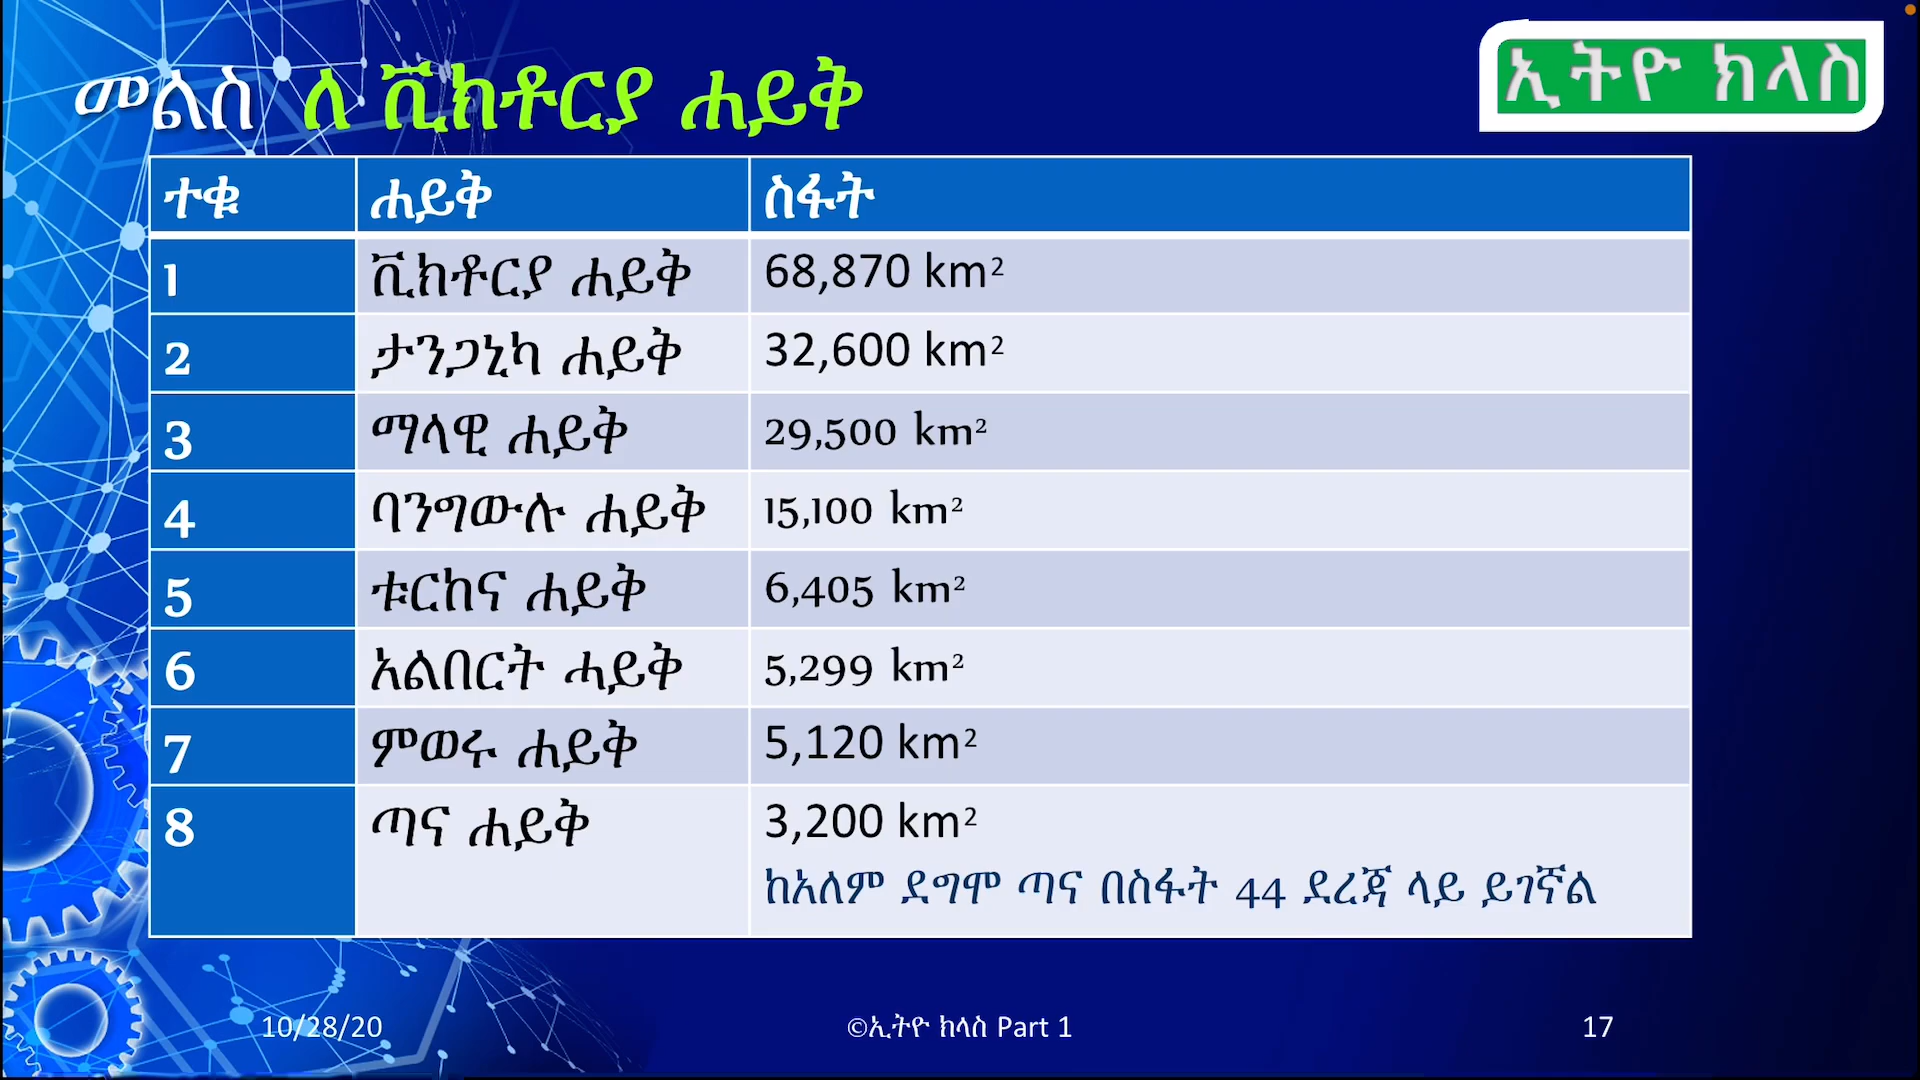 መልስ ለ ቪክቶርያ ሐይቅ
ኢትዮ ክላስ
ተቁ ሐይቅ ስፋት
1 ቪክቶርያ ሐይቅ 68,870 km²
2 ታንጋኒካ ሐይቅ 32,600 km²
3 ማላዊ ሐይቅ 29,500 km²
4 ባንግውሉ ሐይቅ 15,100 km²
5 ቱርከና ሐይቅ 6,405 km²
6 አልበርት ሓይቅ 5,299 km²
7 ምወሩ ሐይቅ 5,120 km²
8 ጣና ሐይቅ 3,200 km²
ከአለም ደግሞ ጣና በስፋት 44 ደረጃ ላይ ይገኛል
10/28/20 ©ኢትዮ ክላስ Part 1 17